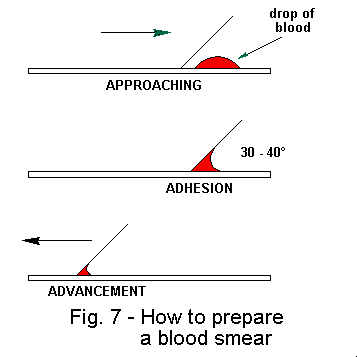 drop of
blood
APPROACHING
30 - 40°
ADHESION
ADVANCEMENT
Fig. 7 - How to prepare
a blood smear